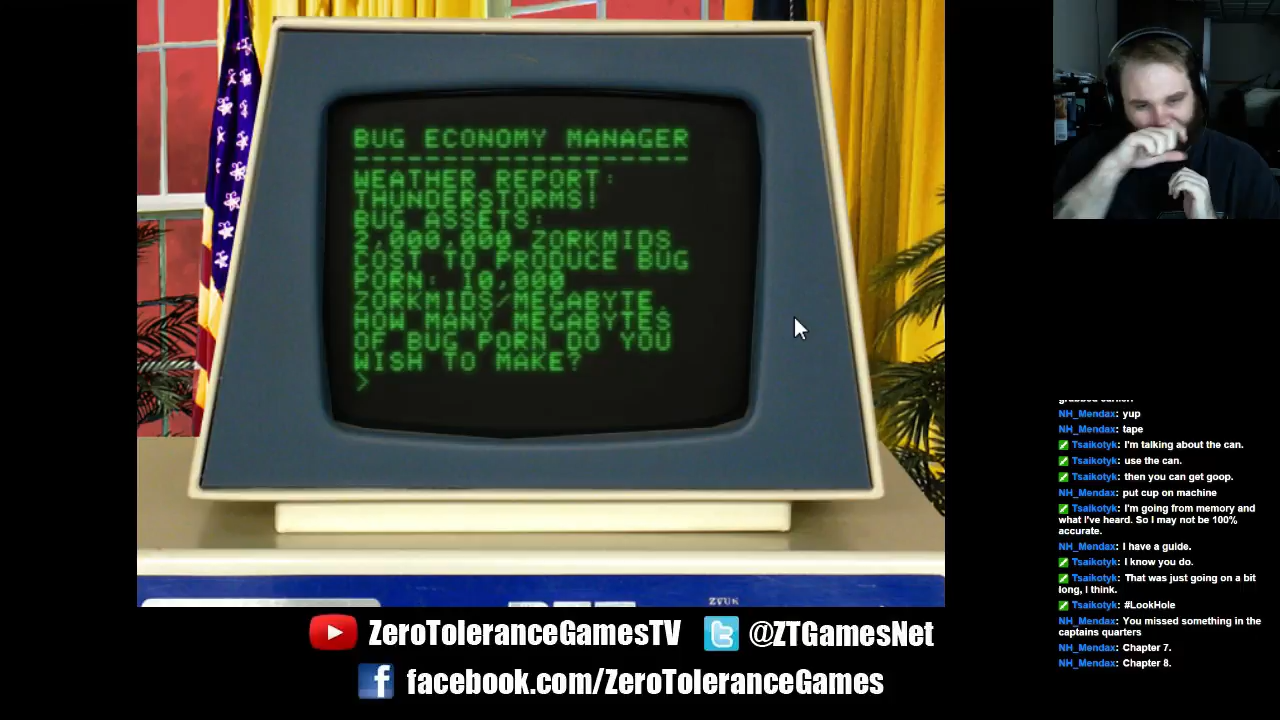 BUG ECONOMY MANAGER
-------------------
WEATHER REPORT:
THUNDERSTORMS!
BUG ASSETS:
2,000,000 ZORKMIDS
COST TO PRODUCE BUG
PORN: 10,000
ZORKMIDS/MEGABYTE.
HOW MANY MEGABYTES
OF BUG PORN DO YOU
WISH TO MAKE?
>
NH_Mendax: yup
NH_Mendax: tape
Tsaikotyk: I'm talking about the can.
Tsaikotyk: use the can.
Tsaikotyk: then you can get goop.
NH_Mendax: put cup on machine
Tsaikotyk: I'm going from memory and
what I've heard. So I may not be 100%
accurate.
NH_Mendax: I have a guide.
Tsaikotyk: I know you do.
Tsaikotyk: That was just going on a bit
long, i think.
Tsaikotyk: #LookHole
NH_Mendax: You missed something in the
captains quarters
NH_Mendax: Chapter 7.
NH_Mendax: Chapter 8.
ZeroToleranceGamesTV
@ZTGamesNet
facebook.com/ZeroToleranceGames